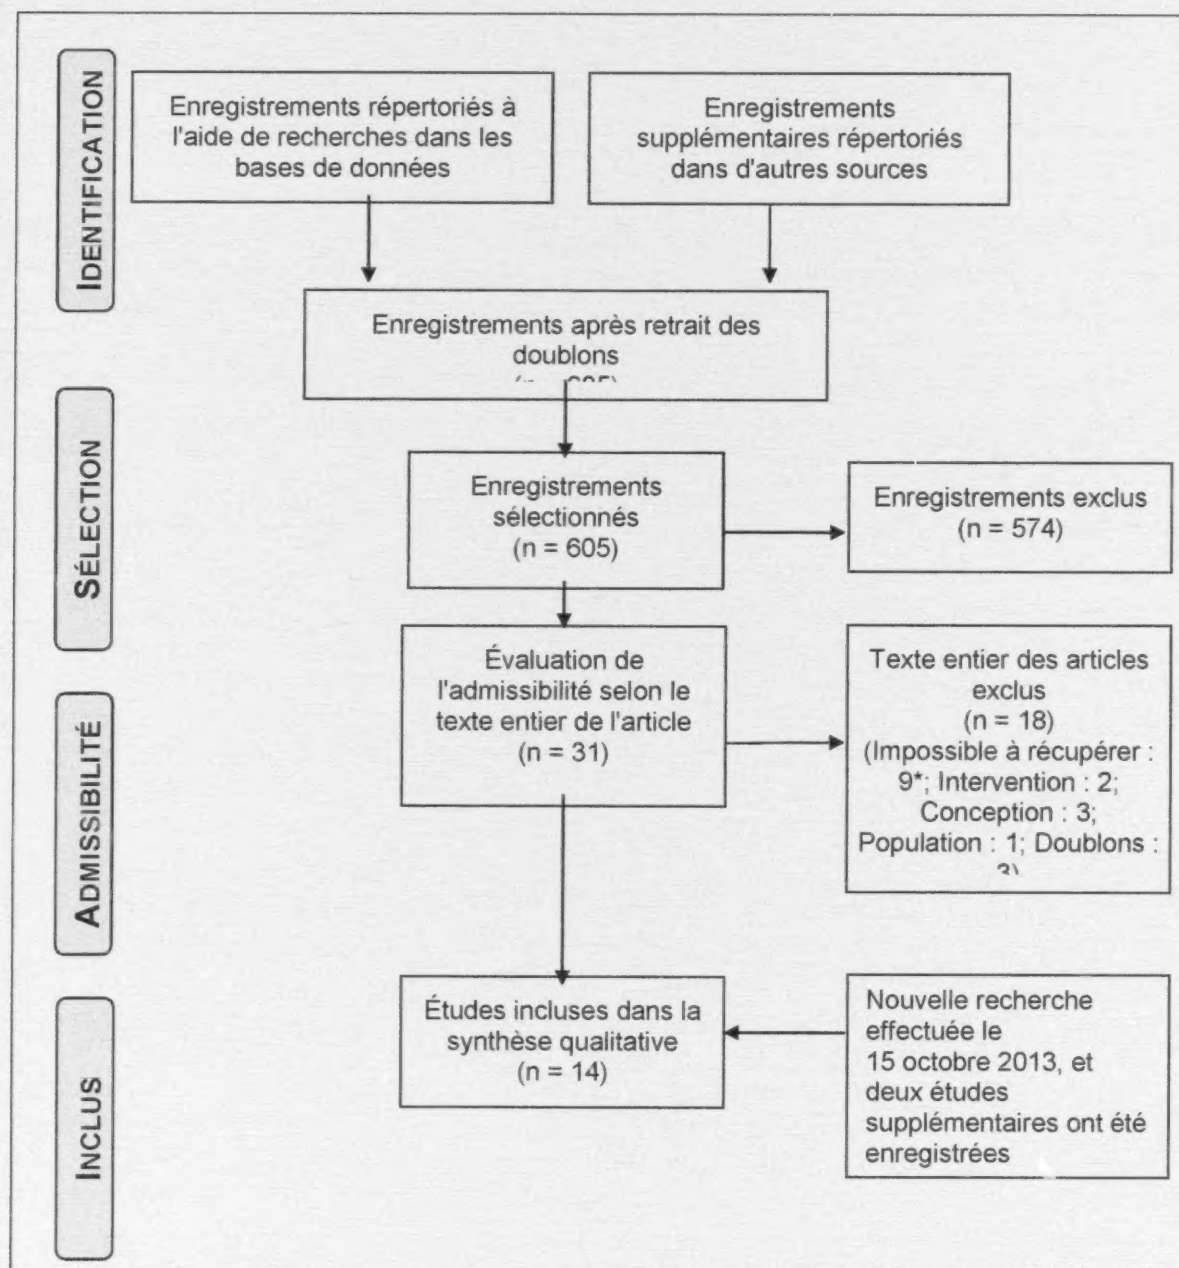 IDENTIFICATION
Enregistrements répertoriés à
l'aide de recherches dans les
bases de données
Enregistrements
supplémentaires répertoriés
dans d'autres sources
Enregistrements après retrait des
doublons
SÉLECTION
Enregistrements
sélectionnés
(n = 605)
Enregistrements exclus
(n = 574)
ADMISSIBILITÉ
Évaluation de
l'admissibilité selon le
texte entier de l'article
(n = 31)
Texte entier des articles
exclus
(n = 18)
(Impossible à récupérer :
9*; Intervention : 2;
Conception : 3;
Population : 1; Doublons :
3)
INCLUS
Études incluses dans la
synthèse qualitative
(n = 14)
Nouvelle recherche
effectuée le
15 octobre 2013, et
deux études
supplémentaires ont été
enregistrées